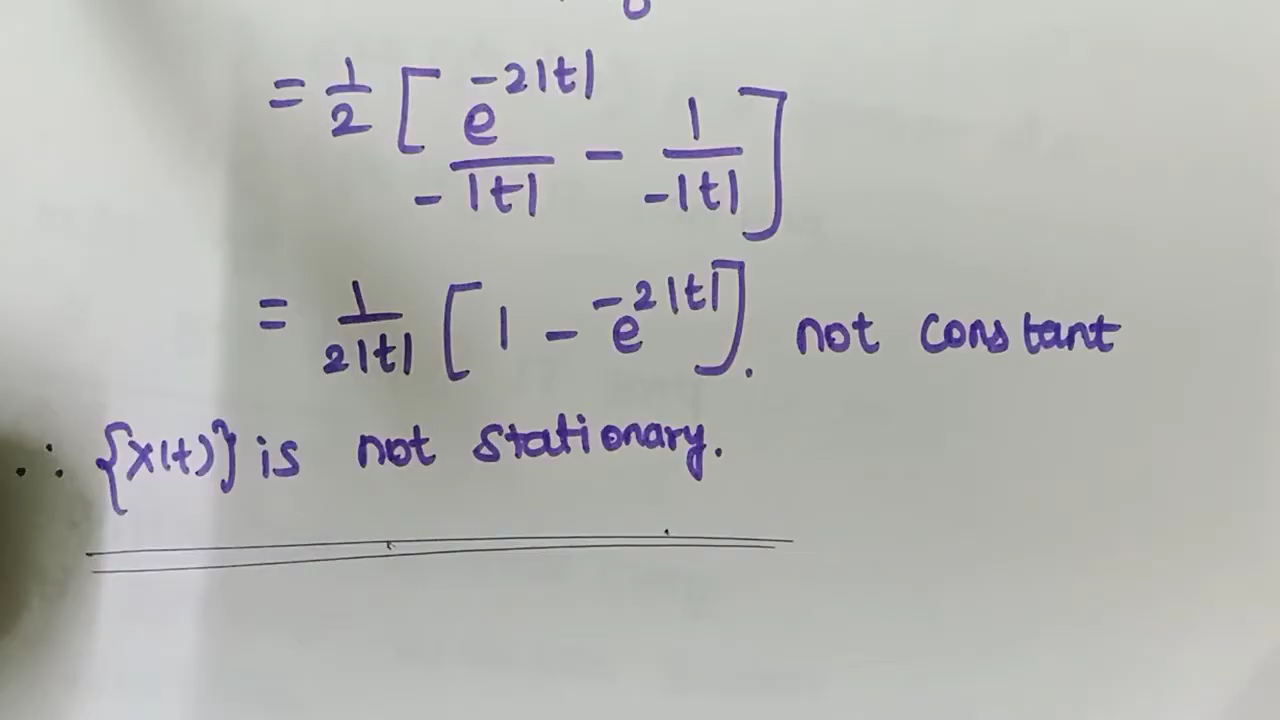 = 1/2 [ e^-2|t| / -|t| - 1 / -|t| ]
= 1 / 2|t| [ 1 - e^-2|t| ]. not constant
∴ {X(t)} is not stationary.